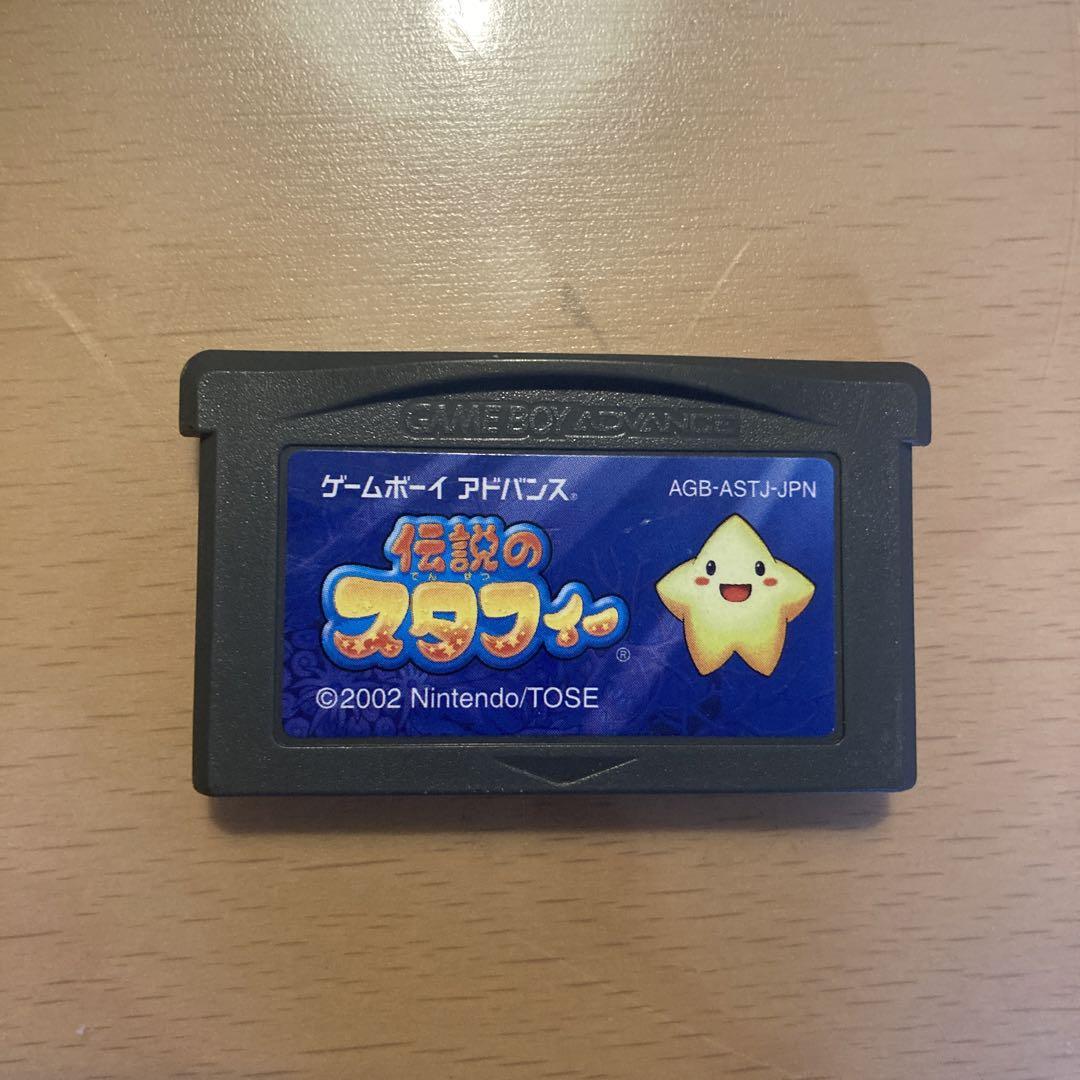 GAME BOY ADVANCE
ゲームボーイ アドバンス®
AGB-ASTJ-JPN
伝説の
でんせつ
スタフィー
®
©2002 Nintendo/TOSE